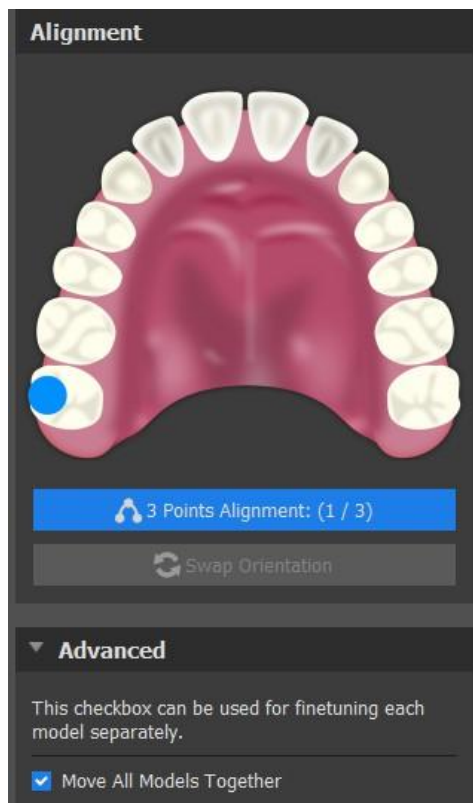 Alignment
3 Points Alignment: (1 / 3)
Swap Orientation
Advanced
This checkbox can be used for finetuning each
model separately.
Move All Models Together